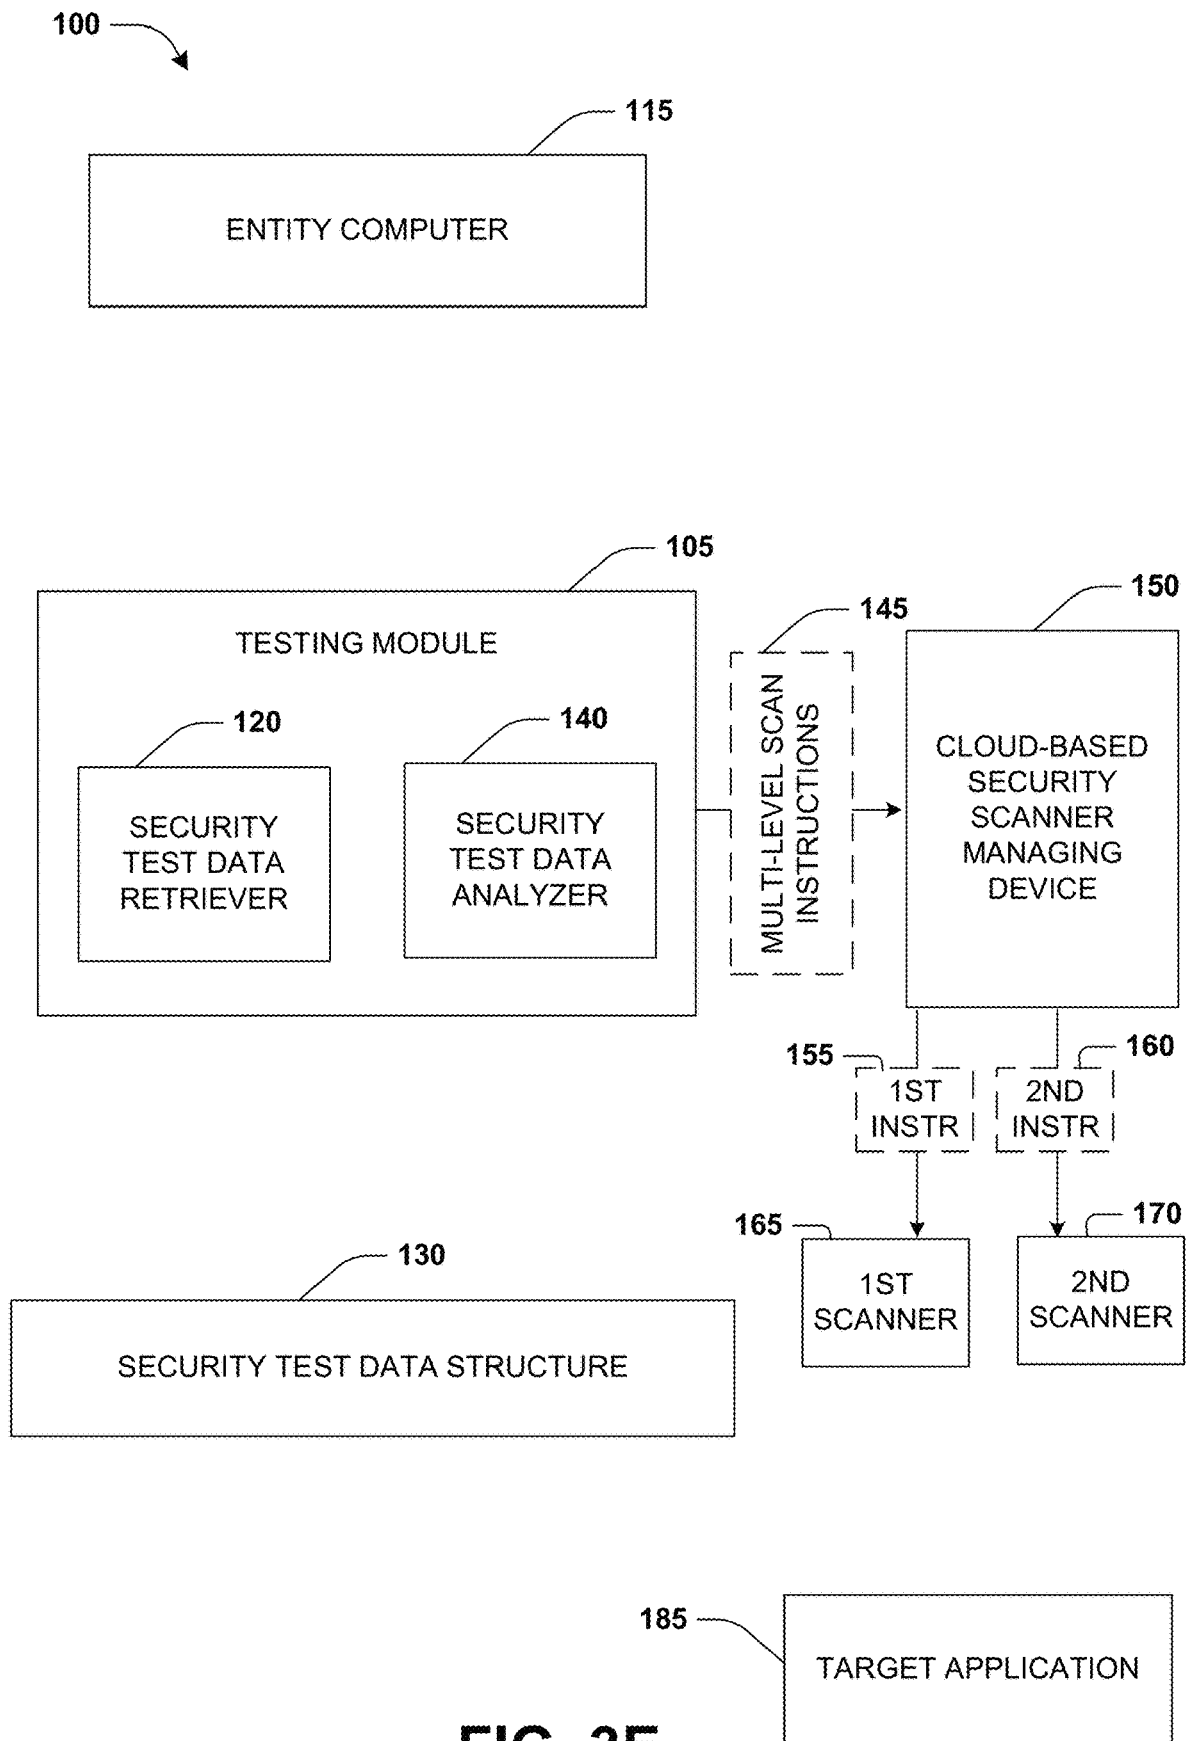 100
115
ENTITY COMPUTER
105
150
145
TESTING MODULE
120
140
MULTI-LEVEL SCAN
INSTRUCTIONS
CLOUD-BASED
SECURITY
SCANNER
MANAGING
DEVICE
SECURITY
TEST DATA
RETRIEVER
SECURITY
TEST DATA
ANALYZER
155
160
1ST
INSTR
2ND
INSTR
165
170
1ST
SCANNER
2ND
SCANNER
130
SECURITY TEST DATA STRUCTURE
185
TARGET APPLICATION
FIG.